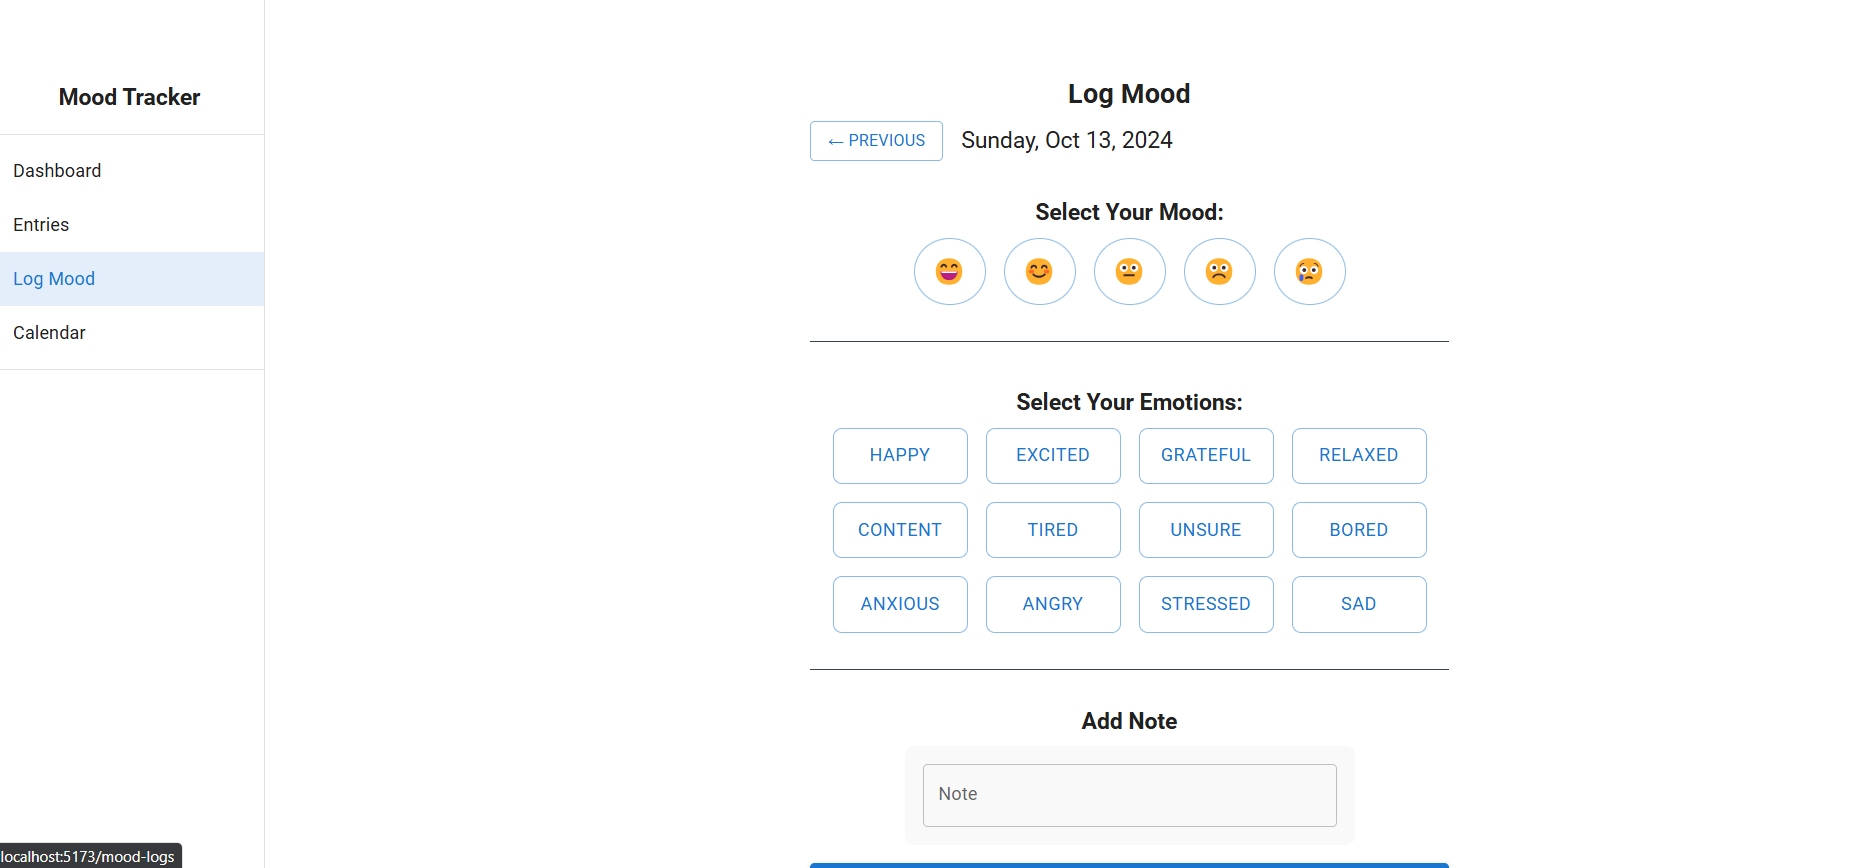 Mood Tracker
Dashboard
Entries
Log Mood
Calendar
Log Mood
← PREVIOUS Sunday, Oct 13, 2024
Select Your Mood:
Select Your Emotions:
HAPPY EXCITED GRATEFUL RELAXED
CONTENT TIRED UNSURE BORED
ANXIOUS ANGRY STRESSED SAD
Add Note
Note
localhost:5173/mood-logs